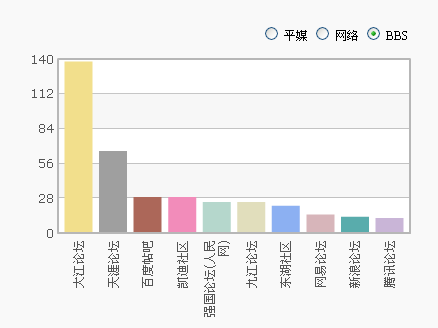 平媒 网络 BBS
140
112
84
56
28
0
大江论坛
天涯论坛
百度帖吧
凯迪社区
强国论坛(人民
网)
九江论坛
东湖社区
网易论坛
新浪论坛
腾讯论坛